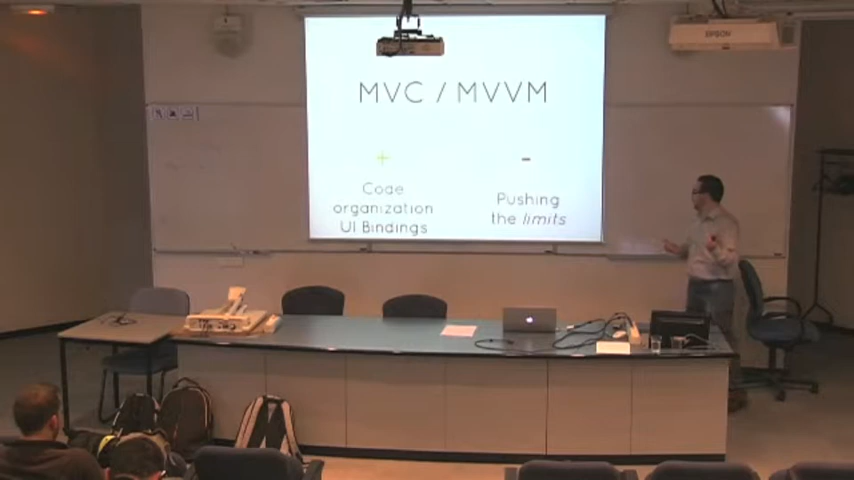 EPSON
MVC / MVVM
+
-
Code
organization
UI Bindings
Pushing
the limits